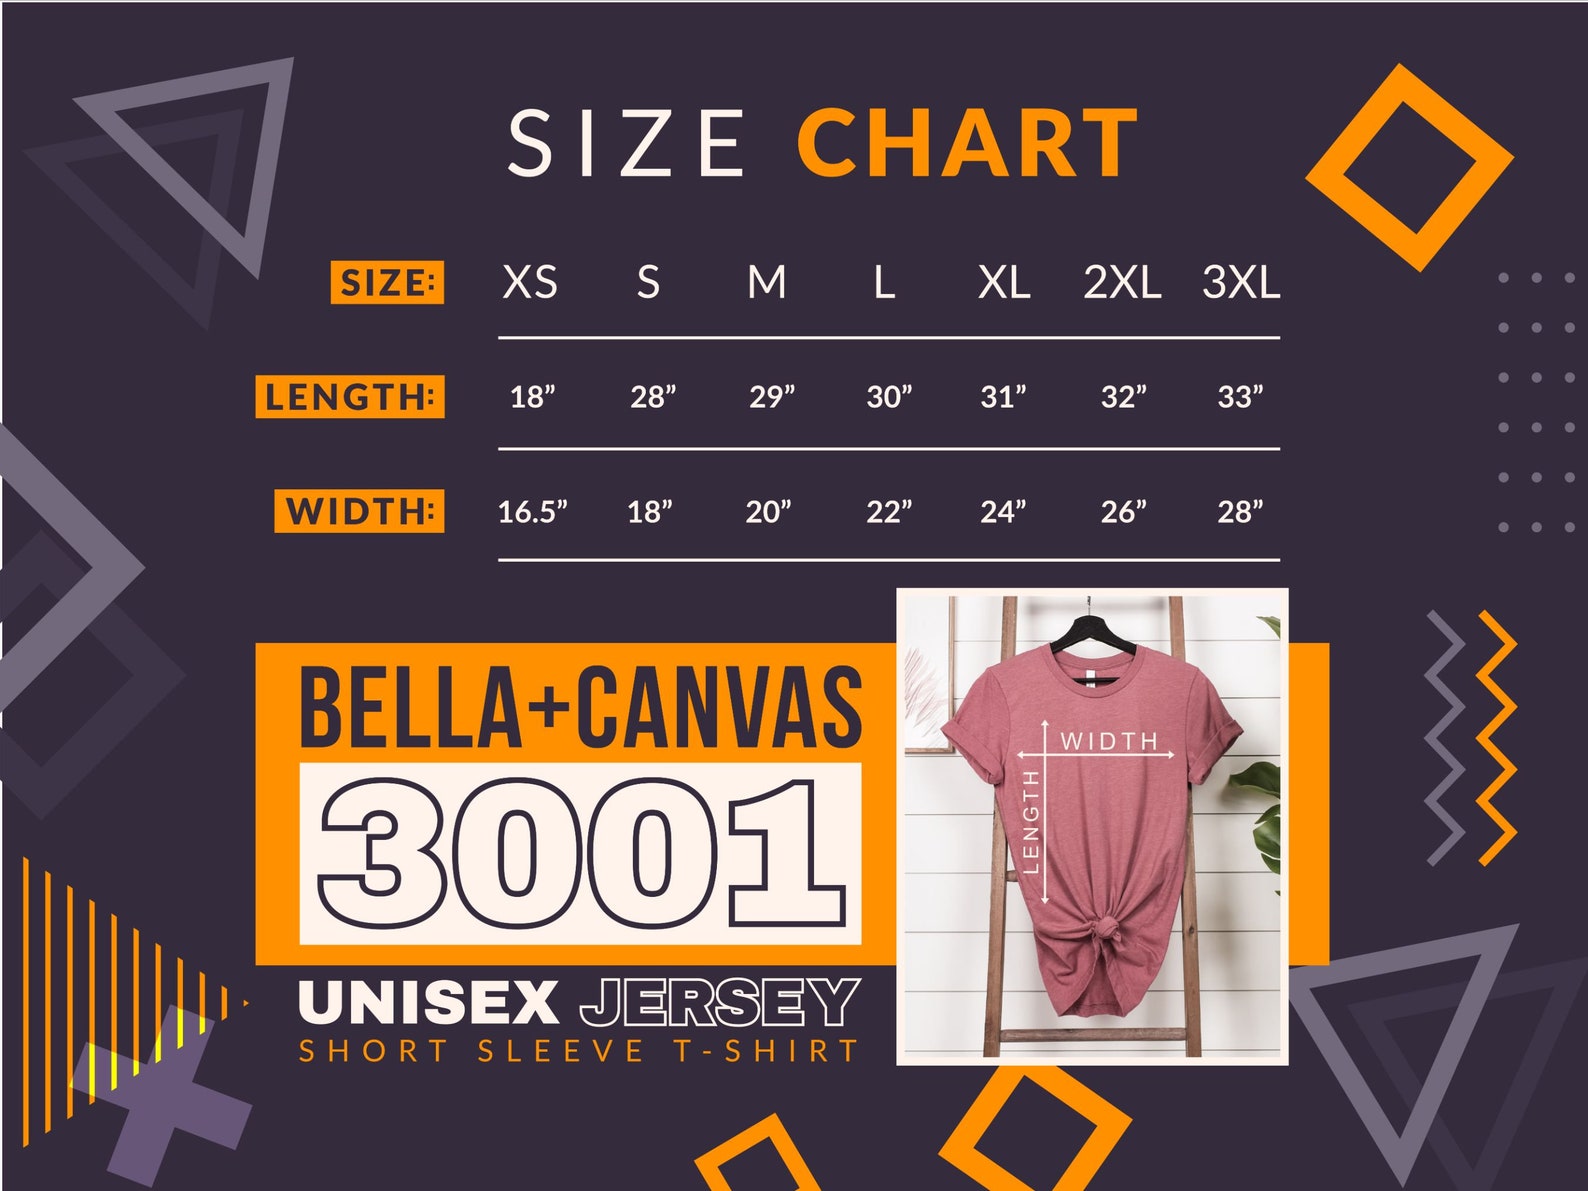 SIZE CHART
SIZE: XS S M L XL 2XL 3XL
LENGTH: 18” 28” 29” 30” 31” 32” 33”
WIDTH: 16.5” 18” 20” 22” 24” 26” 28”
BELLA+CANVAS
3001
UNISEX JERSEY
SHORT SLEEVE T-SHIRT
WIDTH
LENGTH